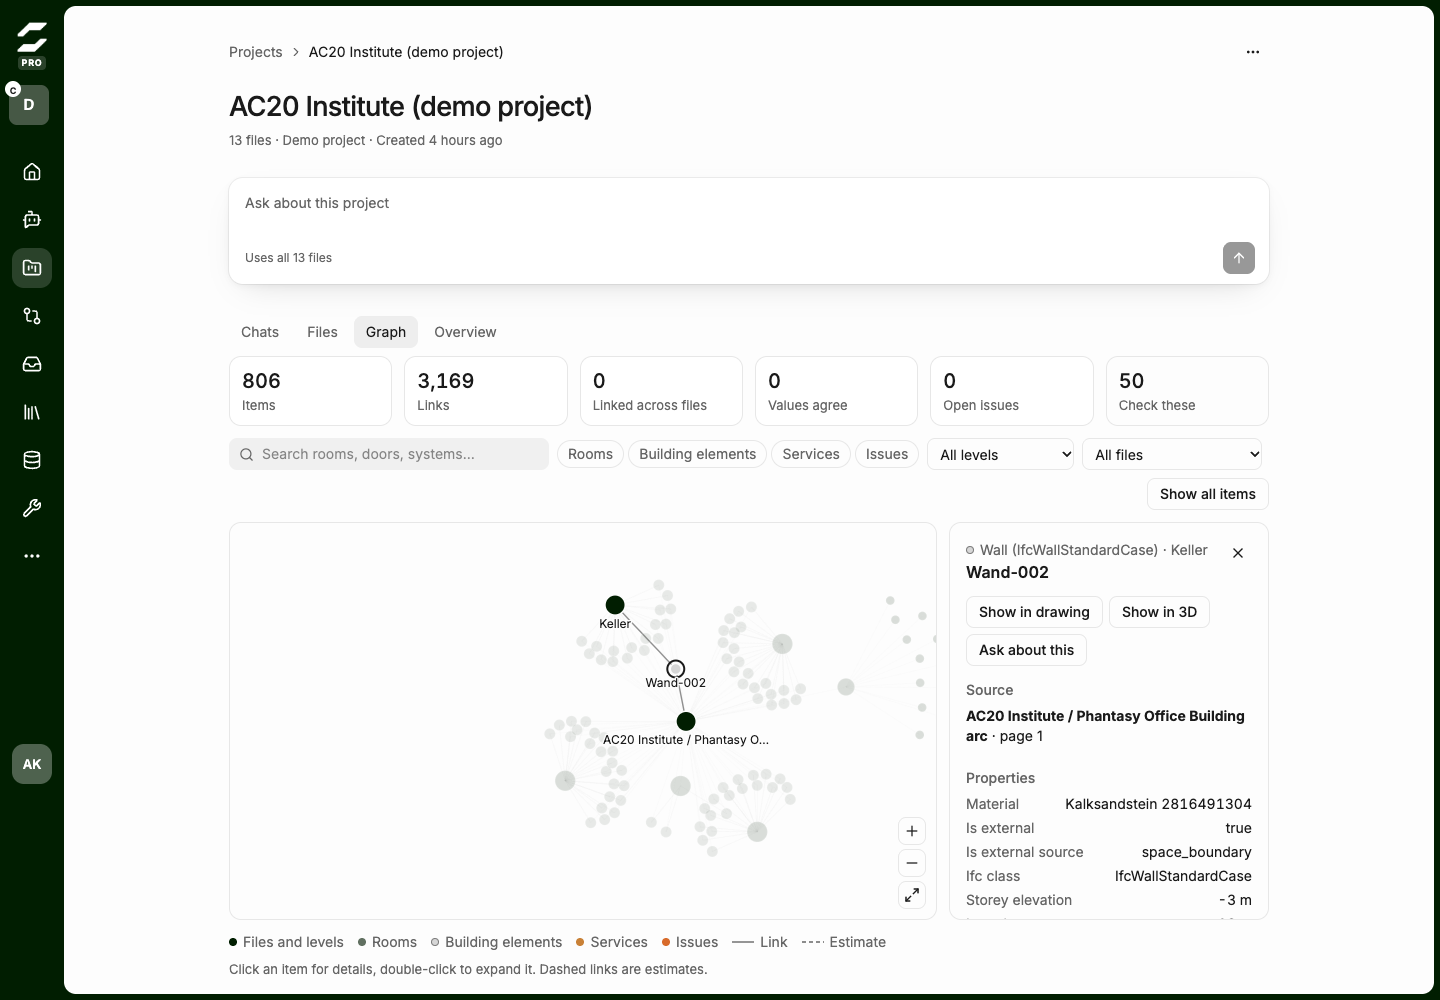 PRO
C
D
Projects > AC20 Institute (demo project)
AC20 Institute (demo project)
13 files · Demo project · Created 4 hours ago
Ask about this project
Uses all 13 files
Chats Files Graph Overview
806 3,169 0 0 0 50
Items Links Linked across files Values agree Open issues Check these
Search rooms, doors, systems... Rooms Building elements Services Issues All levels All files
Show all items
Wall (IfcWallStandardCase) · Keller
Wand-002
Show in drawing Show in 3D
Ask about this
Source
AC20 Institute / Phantasy Office Building
arc · page 1
Properties
Material Kalksandstein 2816491304
Is external true
Is external source space_boundary
Ifc class IfcWallStandardCase
Storey elevation -3 m
Keller
Wand-002
AC20 Institute / Phantasy O...
AK
Files and levels Rooms Building elements Services Issues Link Estimate
Click an item for details, double-click to expand it. Dashed links are estimates.